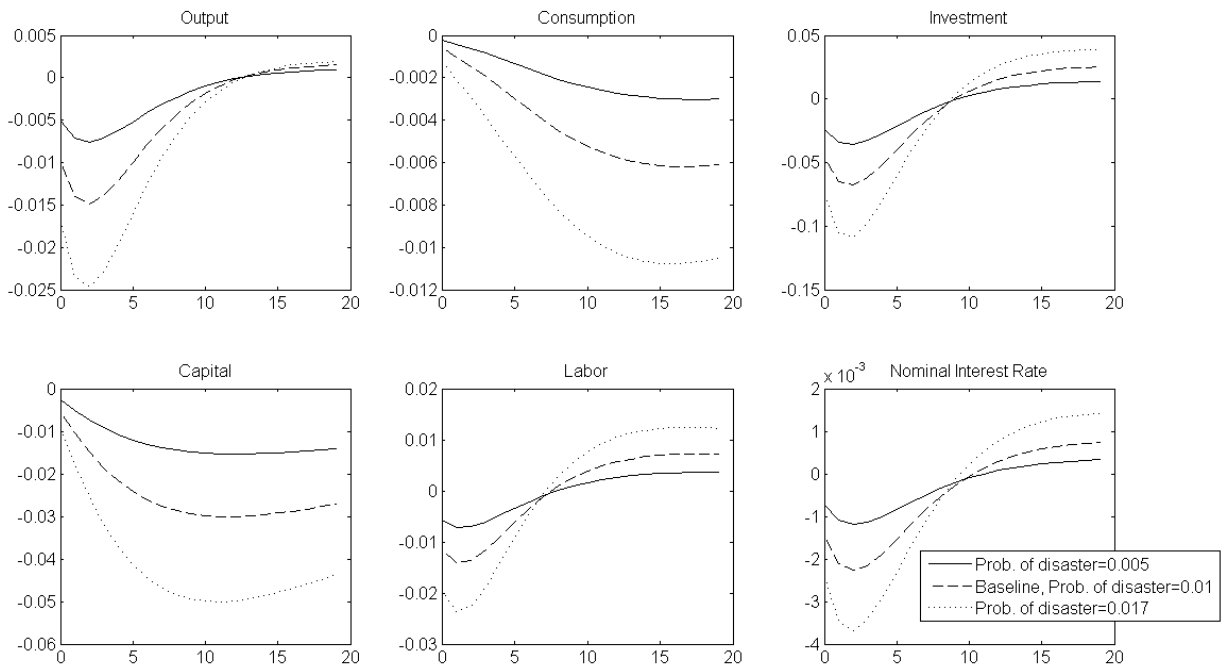 Output
0.005
0
-0.005
-0.01
-0.015
-0.02
-0.025
0 5 10 15 20
Consumption
0
-0.002
-0.004
-0.006
-0.008
-0.01
-0.012
0 5 10 15 20
Investment
0.05
0
-0.05
-0.1
-0.15
0 5 10 15 20
Capital
0
-0.01
-0.02
-0.03
-0.04
-0.05
-0.06
0 5 10 15 20
Labor
0.02
0.01
0
-0.01
-0.02
-0.03
0 5 10 15 20
Nominal Interest Rate
x 10-3
2
1
0
-1
-2
-3
-4
0 5 10 15 20
Prob. of disaster=0.005
Baseline, Prob. of disaster=0.01
Prob. of disaster=0.017